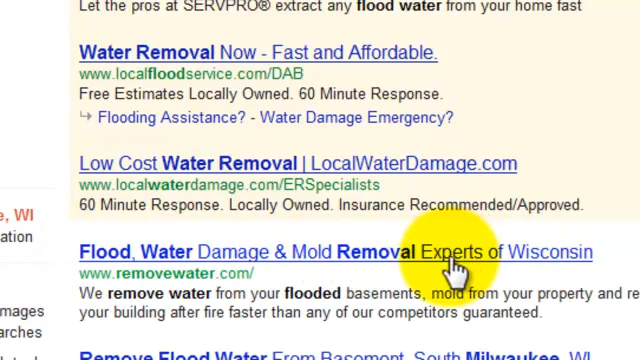 Let the pros at SERVPRO® extract any flood water from your home fast
Water Removal Now - Fast and Affordable.
www.localfloodservice.com/DAB
Free Estimates Locally Owned. 60 Minute Response.
Flooding Assistance? - Water Damage Emergency?
Low Cost Water Removal | LocalWaterDamage.com
www.localwaterdamage.com/ERSpecialists
60 Minute Response. Locally Owned. Insurance Recommended/Approved.
e, WI
ation
Flood, Water Damage & Mold Removal Experts of Wisconsin
www.removewater.com/
We remove water from your flooded basements, mold from your property and re
mages
your building after fire faster than any of our competitors guaranteed.
arches
Remove Flood Water From Basement, South Milwaukee, WI